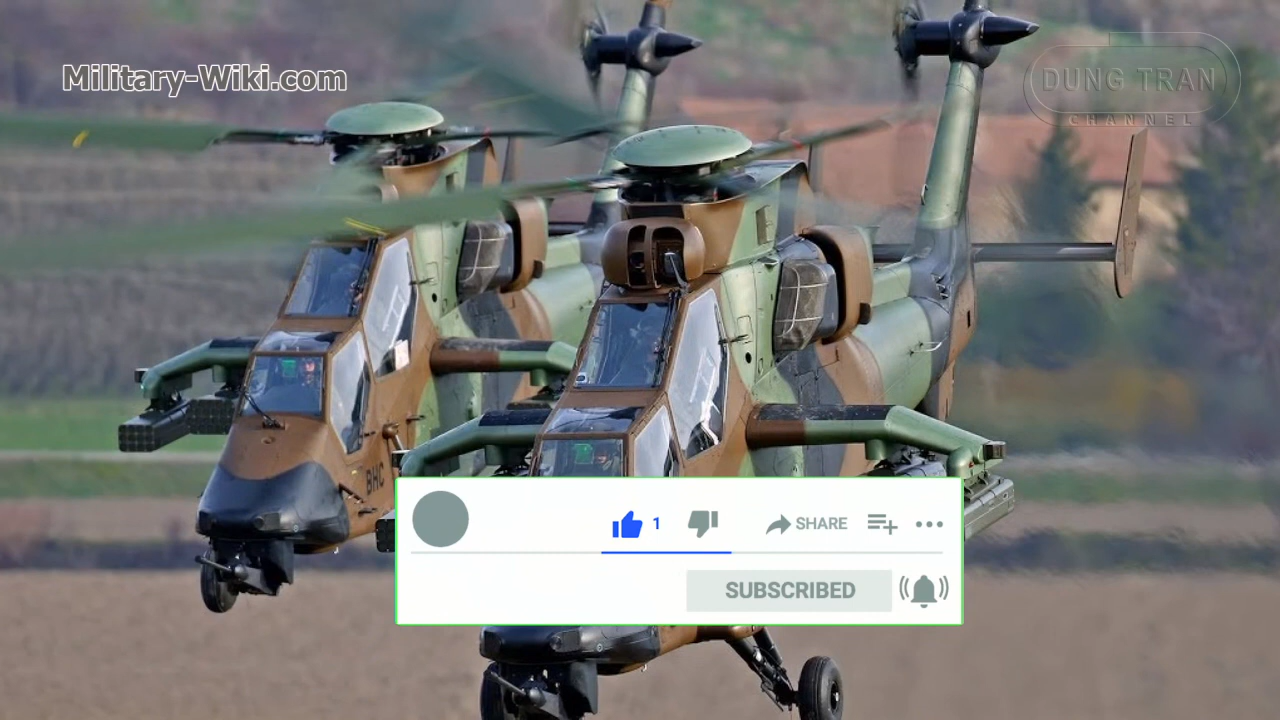 Military-Wiki.com
DUNG TRAN
CHANNEL
BHC
1
SHARE
SUBSCRIBED